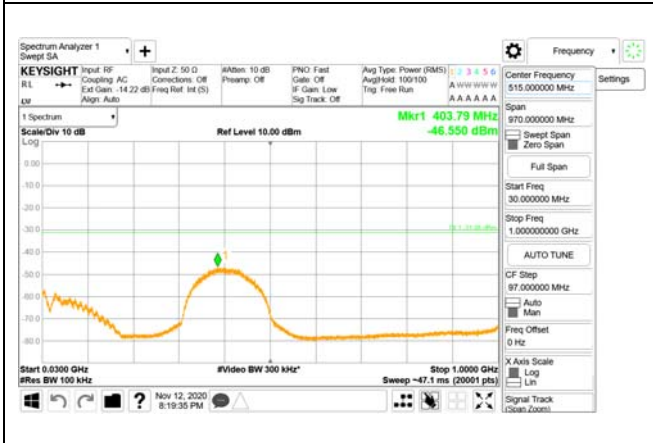 Spectrum Analyzer 1
Swept SA
+
Frequency
KEYSIGHT Input: RF Input Z: 50 Ω #Atten: 10 dB PNO: Fast Avg Type: Power (RMS) 1 2 3 4 5 6
RL Coupling: AC Corrections: Off Preamp: Off Gate: Off Avg|Hold: 100/100 A W W W W W
Ext Gain: -14.22 dB Freq Ref: Int (S) IF Gain: Low Trig: Free Run
Align: Auto Sig Track: Off A A A A A A
Center Frequency
515.000000 MHz
Settings
Span
970.000000 MHz
Swept Span
Zero Span
Full Span
Start Freq
30.000000 MHz
Stop Freq
1.000000000 GHz
AUTO TUNE
CF Step
97.000000 MHz
Auto
Man
Freq Offset
0 Hz
X Axis Scale
Log
Lin
Signal Track
(Span Zoom)
1 Spectrum
Mkr1 403.79 MHz
Scale/Div 10 dB Ref Level 10.00 dBm -46.550 dBm
Log
0.00
-10.0
-20.0
-30.0
-40.0
-50.0
-60.0
-70.0
-80.0
1
Start 0.0300 GHz #Video BW 300 kHz* Stop 1.0000 GHz
#Res BW 100 kHz Sweep ~47.1 ms (20001 pts)
? Nov 12, 2020
8:19:35 PM